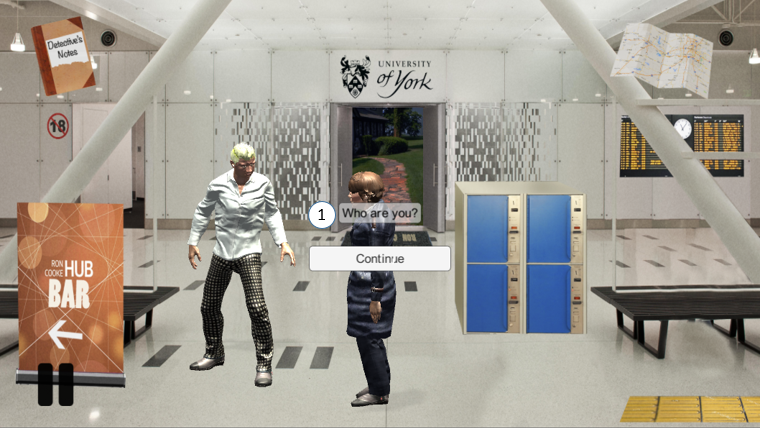 Detective's
Notes
UNIVERSITY
of York
18
1
Who are you?
Continue
RON
COOKE HUB
BAR